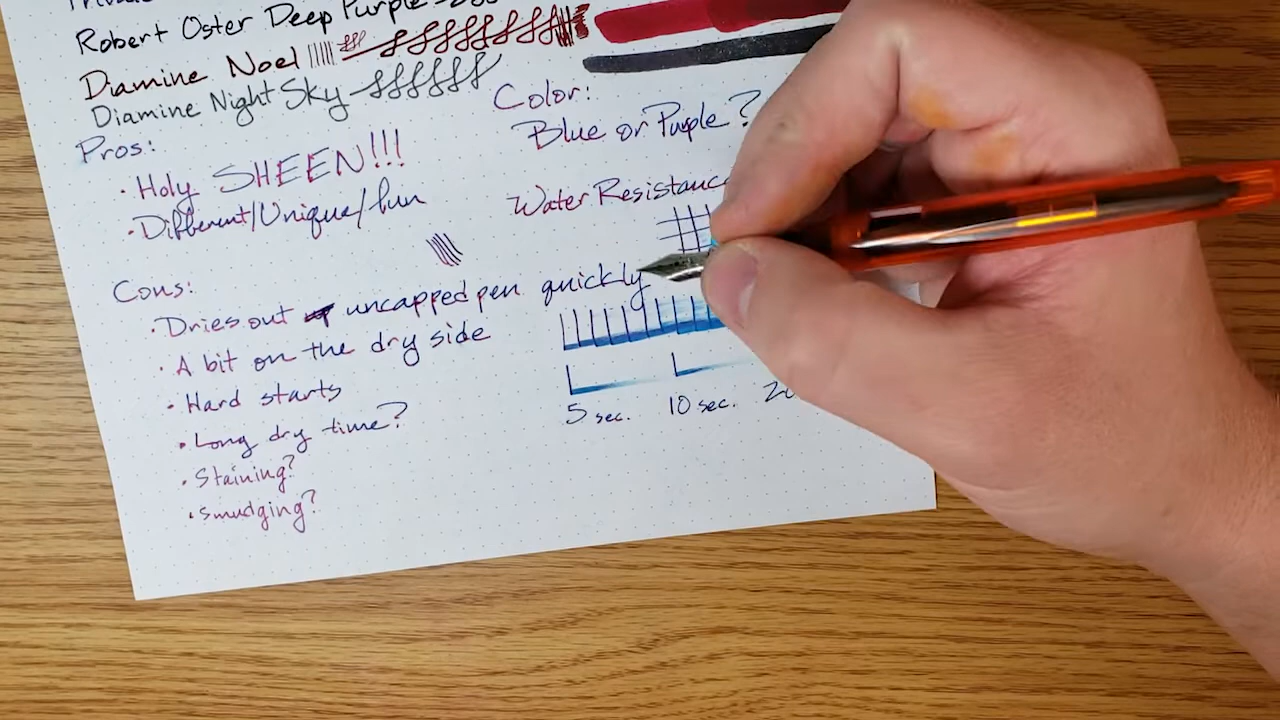 Robert Oster Deep Purple
Diamine Noel
Diamine Night Sky
Pros:
· Holy SHEEN!!!
· Different/Unique/fun
Cons:
· Dries out uncapped pen quickly
· A bit on the dry side
· Hard starts
· Long dry time?
· Staining?
· Smudging?
Color:
Blue or Purple?
Water Resistance
5 sec. 10 sec.